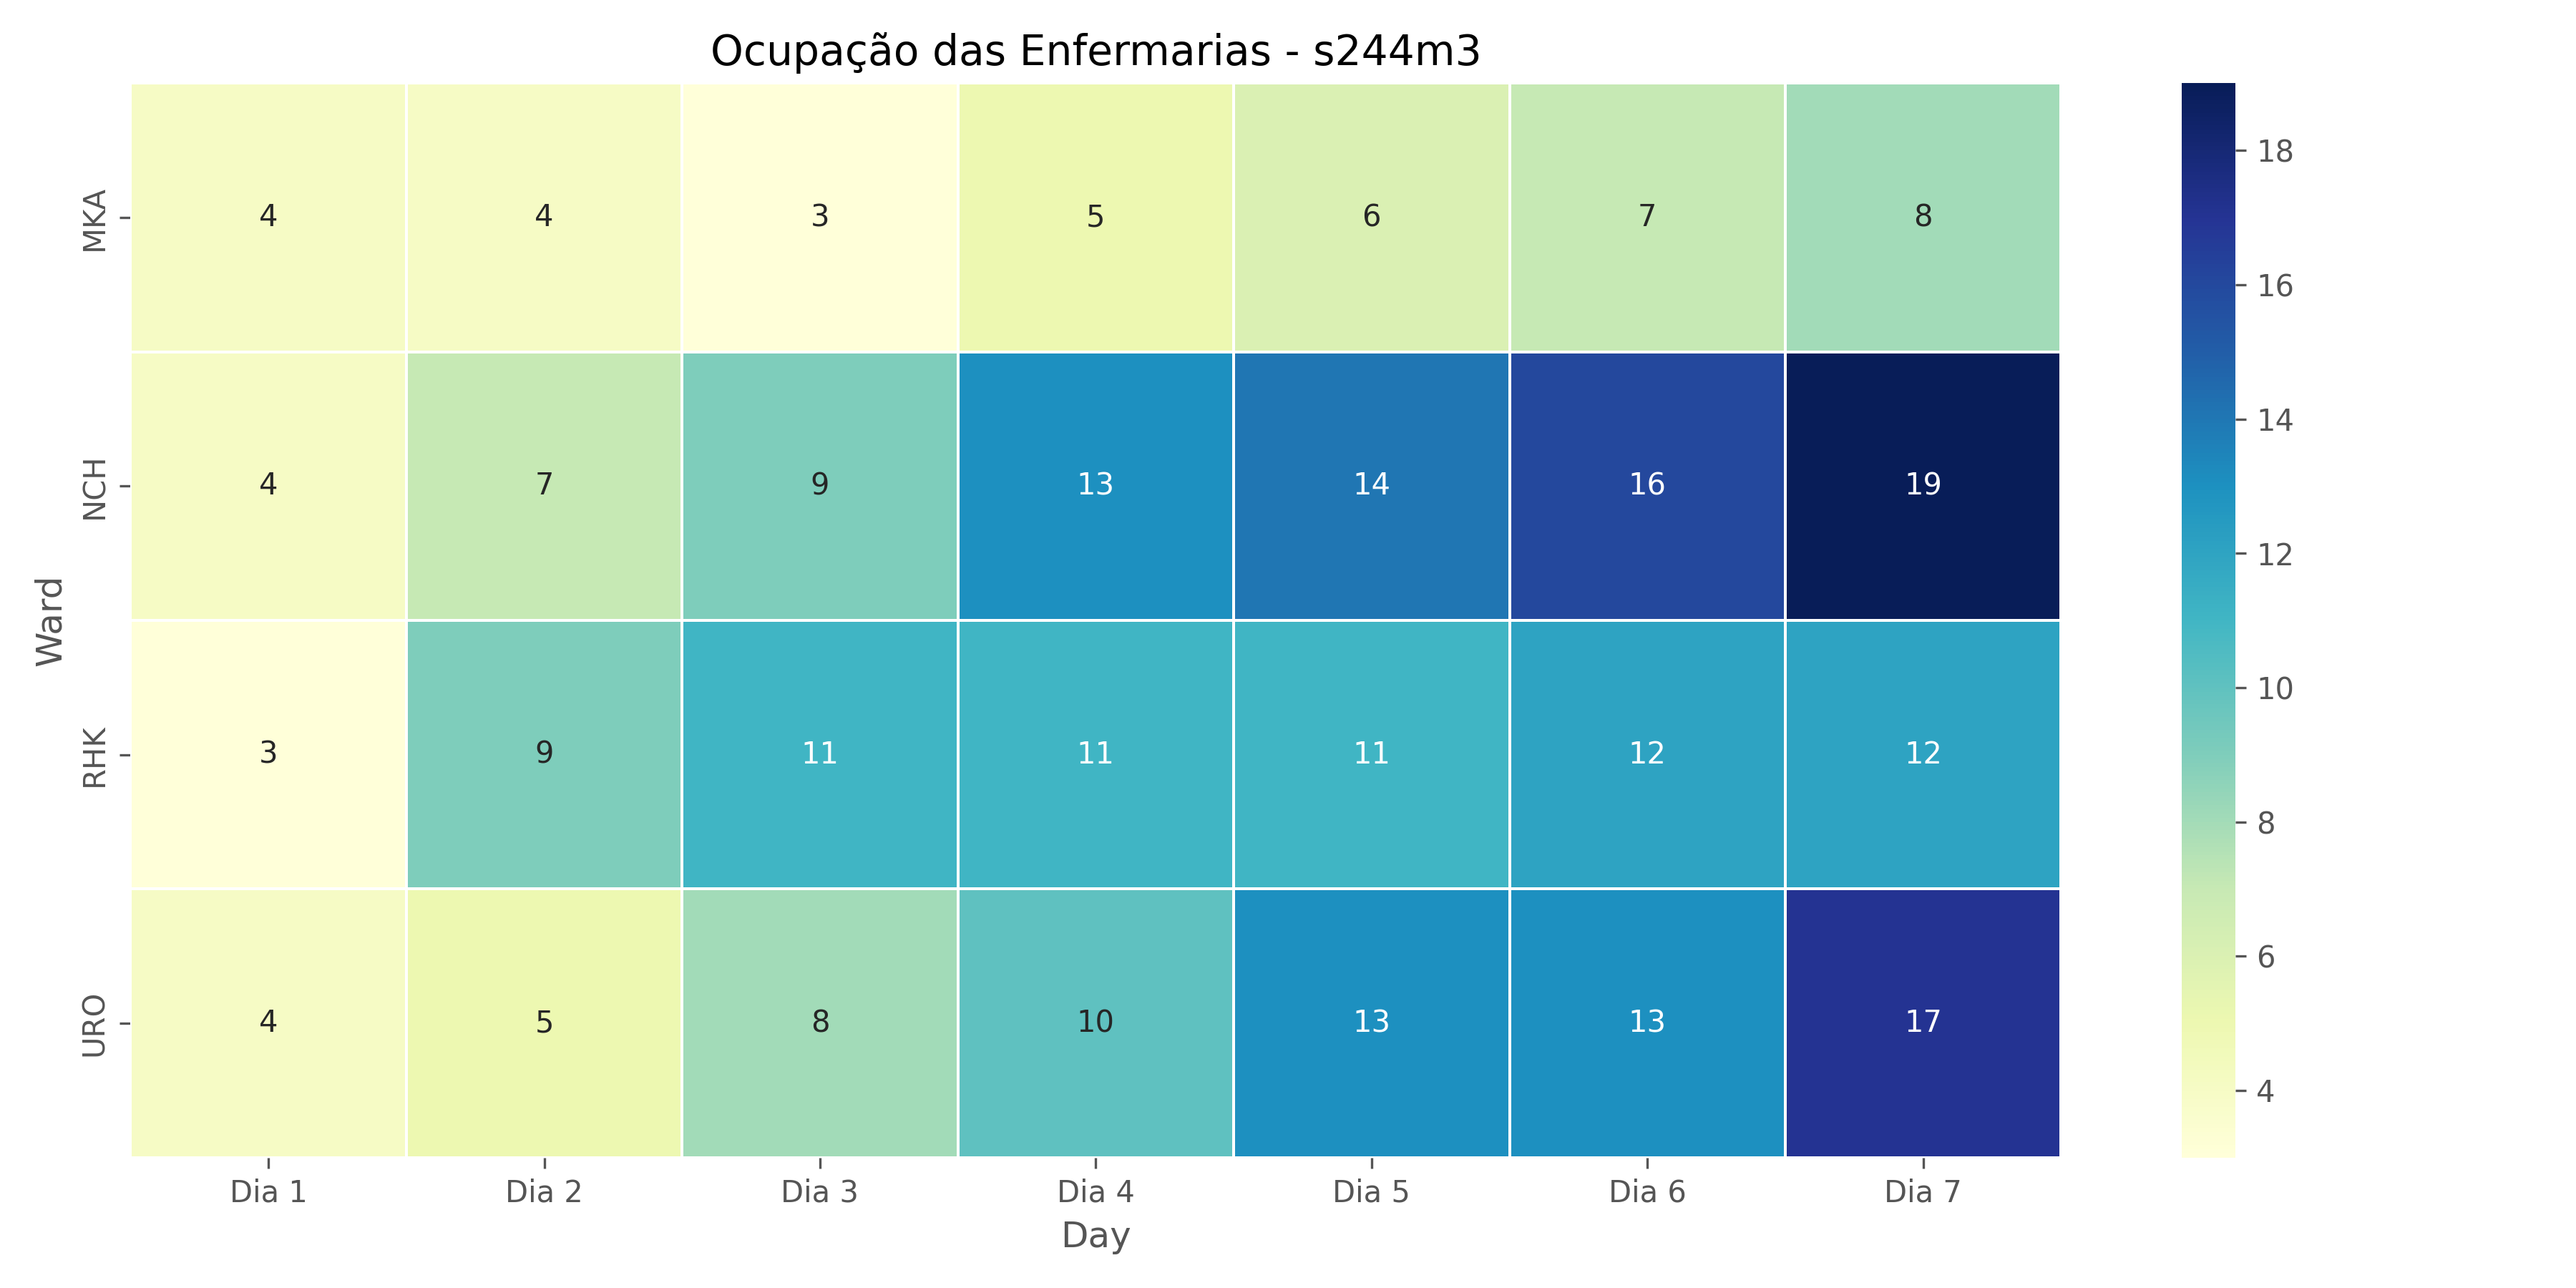 Ocupação das Enfermarias - s244m3
Ward
MKA 4 4 3 5 6 7 8
NCH 4 7 9 13 14 16 19
RHK 3 9 11 11 11 12 12
URO 4 5 8 10 13 13 17
Dia 1 Dia 2 Dia 3 Dia 4 Dia 5 Dia 6 Dia 7
Day
18
16
14
12
10
8
6
4